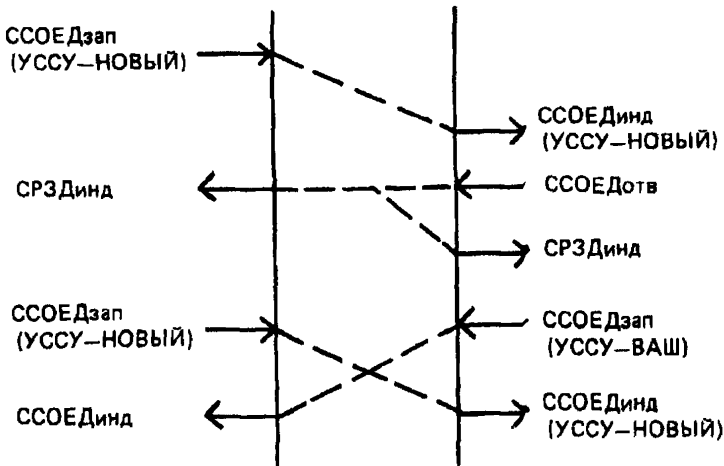 ССОЕДзап
(УССУ—НОВЫЙ)
ССОЕДинд
(УССУ—НОВЫЙ)
СРЗДинд
ССОЕДотв
СРЗДинд
ССОЕДзап
(УССУ—НОВЫЙ)
ССОЕДзап
(УССУ—ВАШ)
ССОЕДинд
ССОЕДинд
(УССУ—НОВЫЙ)